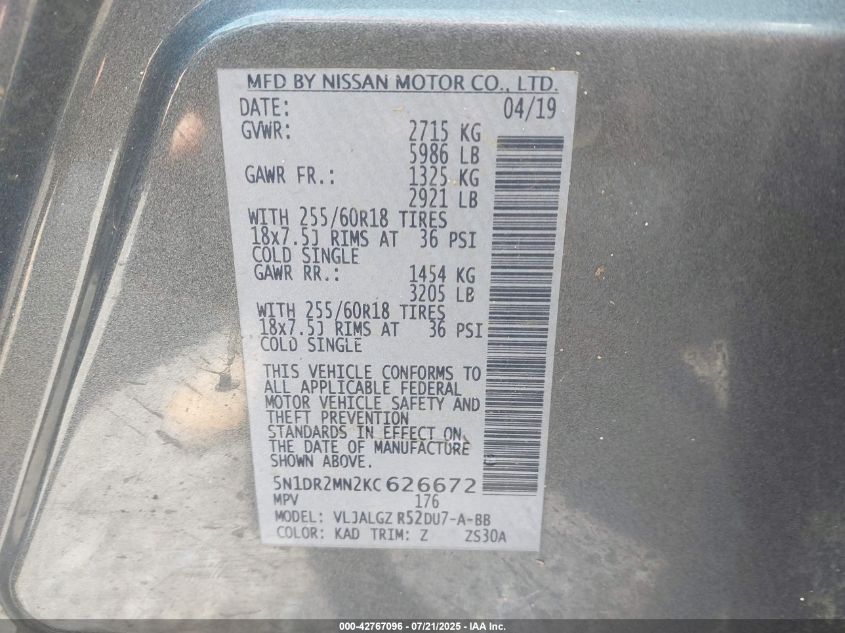 MFD BY NISSAN MOTOR CO., LTD.
DATE: 04/19
GVWR: 2715 KG
5986 LB
GAWR FR.: 1325 KG
2921 LB
WITH 255/60R18 TIRES
18x7.5J RIMS AT 36 PSI
COLD SINGLE
GAWR RR.: 1454 KG
3205 LB
WITH 255/60R18 TIRES
18x7.5J RIMS AT 36 PSI
COLD SINGLE
THIS VEHICLE CONFORMS TO
ALL APPLICABLE FEDERAL
MOTOR VEHICLE SAFETY AND
THEFT PREVENTION
STANDARDS IN EFFECT ON
THE DATE OF MANUFACTURE
SHOWN ABOVE.
5N1DR2MN2KC626672
MPV 176
MODEL: VLJALGZ R52DU7-A-BB
COLOR: KAD TRIM: Z ZS30A
000-42767096 - 07/21/2025 - IAA Inc.